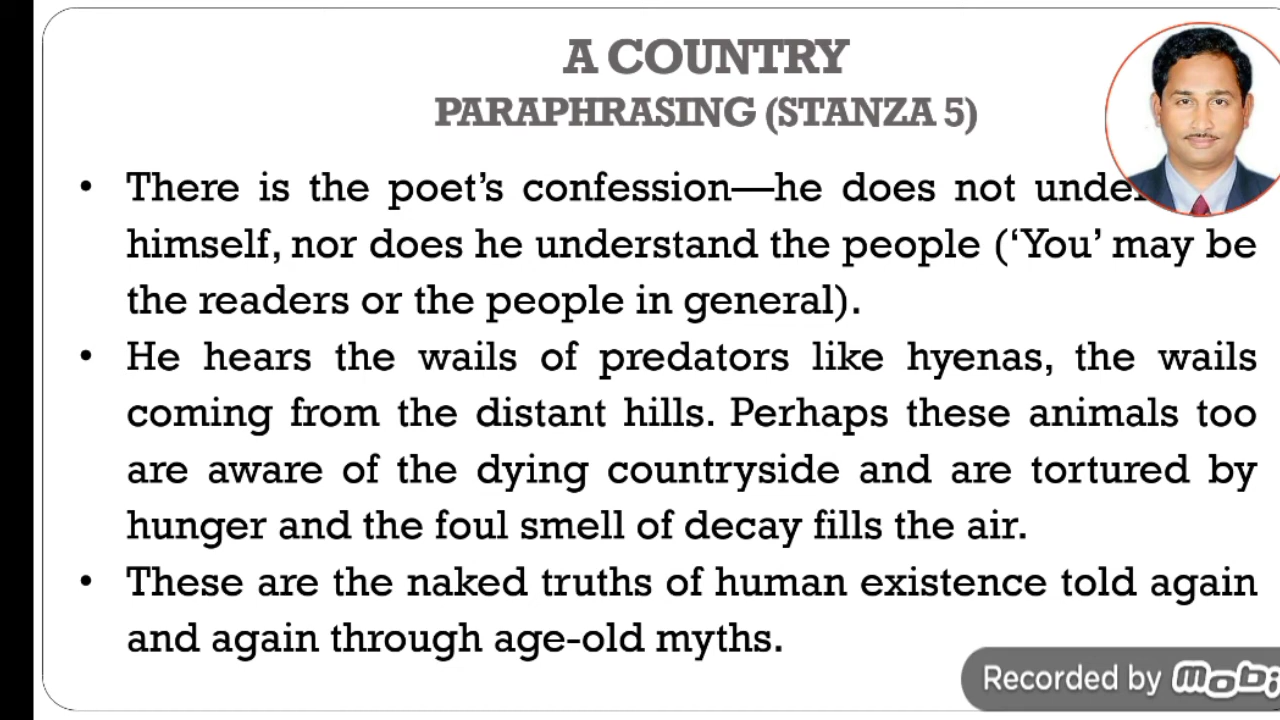 A COUNTRY
PARAPHRASING (STANZA 5)
• There is the poet’s confession—he does not
himself, nor does he understand the people (‘You’ may be
the readers or the people in general).
• He hears the wails of predators like hyenas, the wails
coming from the distant hills. Perhaps these animals too
are aware of the dying countryside and are tortured by
hunger and the foul smell of decay fills the air.
• These are the naked truths of human existence told again
and again through age-old myths.
Recorded by